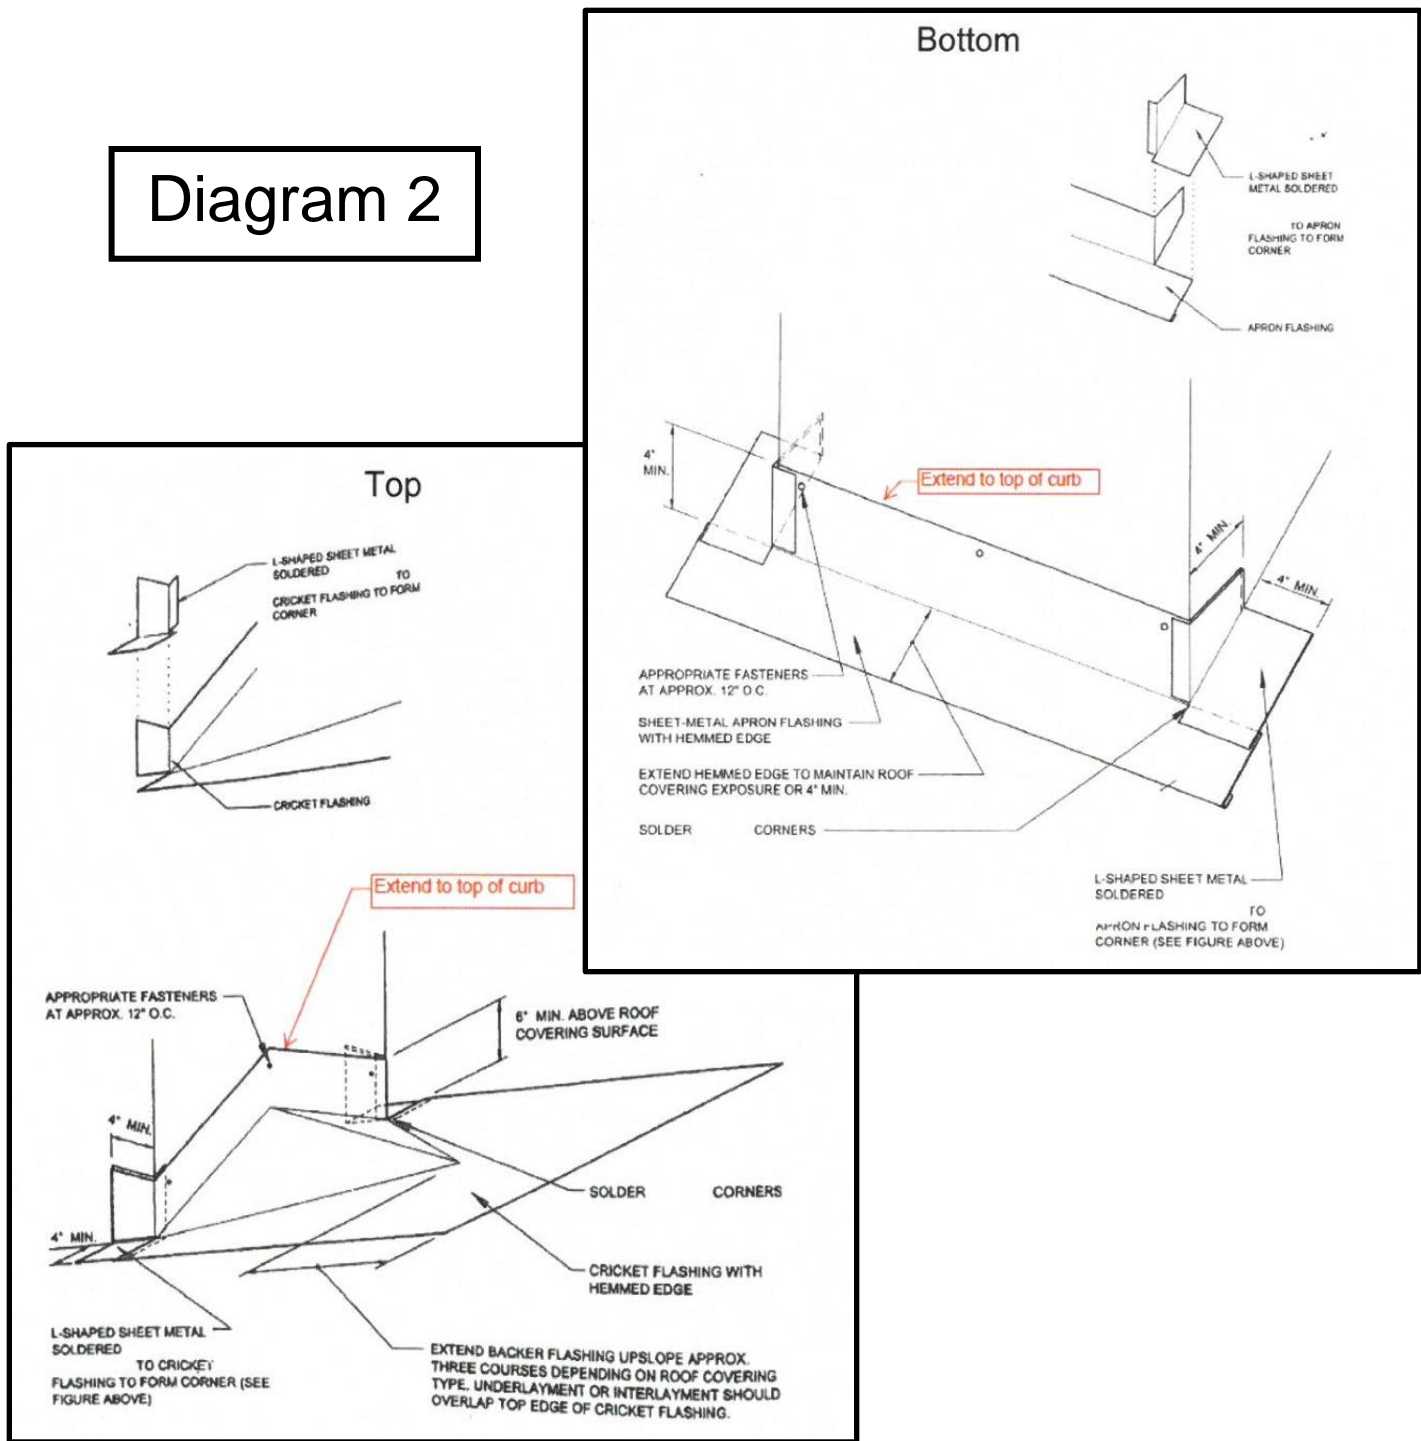 Diagram 2
Bottom
L-SHAPED SHEET
METAL SOLDERED
TO APRON
FLASHING TO FORM
CORNER
APRON FLASHING
4"
MIN.
Extend to top of curb
4" MIN.
4" MIN.
APPROPRIATE FASTENERS
AT APPROX. 12" O.C.
SHEET-METAL APRON FLASHING
WITH HEMMED EDGE
EXTEND HEMMED EDGE TO MAINTAIN ROOF
COVERING EXPOSURE OR 4" MIN.
SOLDER CORNERS
L-SHAPED SHEET METAL
SOLDERED
TO
APRON FLASHING TO FORM
CORNER (SEE FIGURE ABOVE)
Top
L-SHAPED SHEET METAL
SOLDERED
TO
CRICKET FLASHING TO FORM
CORNER
CRICKET FLASHING
Extend to top of curb
APPROPRIATE FASTENERS
AT APPROX. 12" O.C.
6" MIN. ABOVE ROOF
COVERING SURFACE
4" MIN.
SOLDER CORNERS
4" MIN.
CRICKET FLASHING WITH
HEMMED EDGE
L-SHAPED SHEET METAL
SOLDERED
TO CRICKET
FLASHING TO FORM CORNER (SEE
FIGURE ABOVE)
EXTEND BACKER FLASHING UPSLOPE APPROX.
THREE COURSES DEPENDING ON ROOF COVERING
TYPE. UNDERLAYMENT OR INTERLAYMENT SHOULD
OVERLAP TOP EDGE OF CRICKET FLASHING.